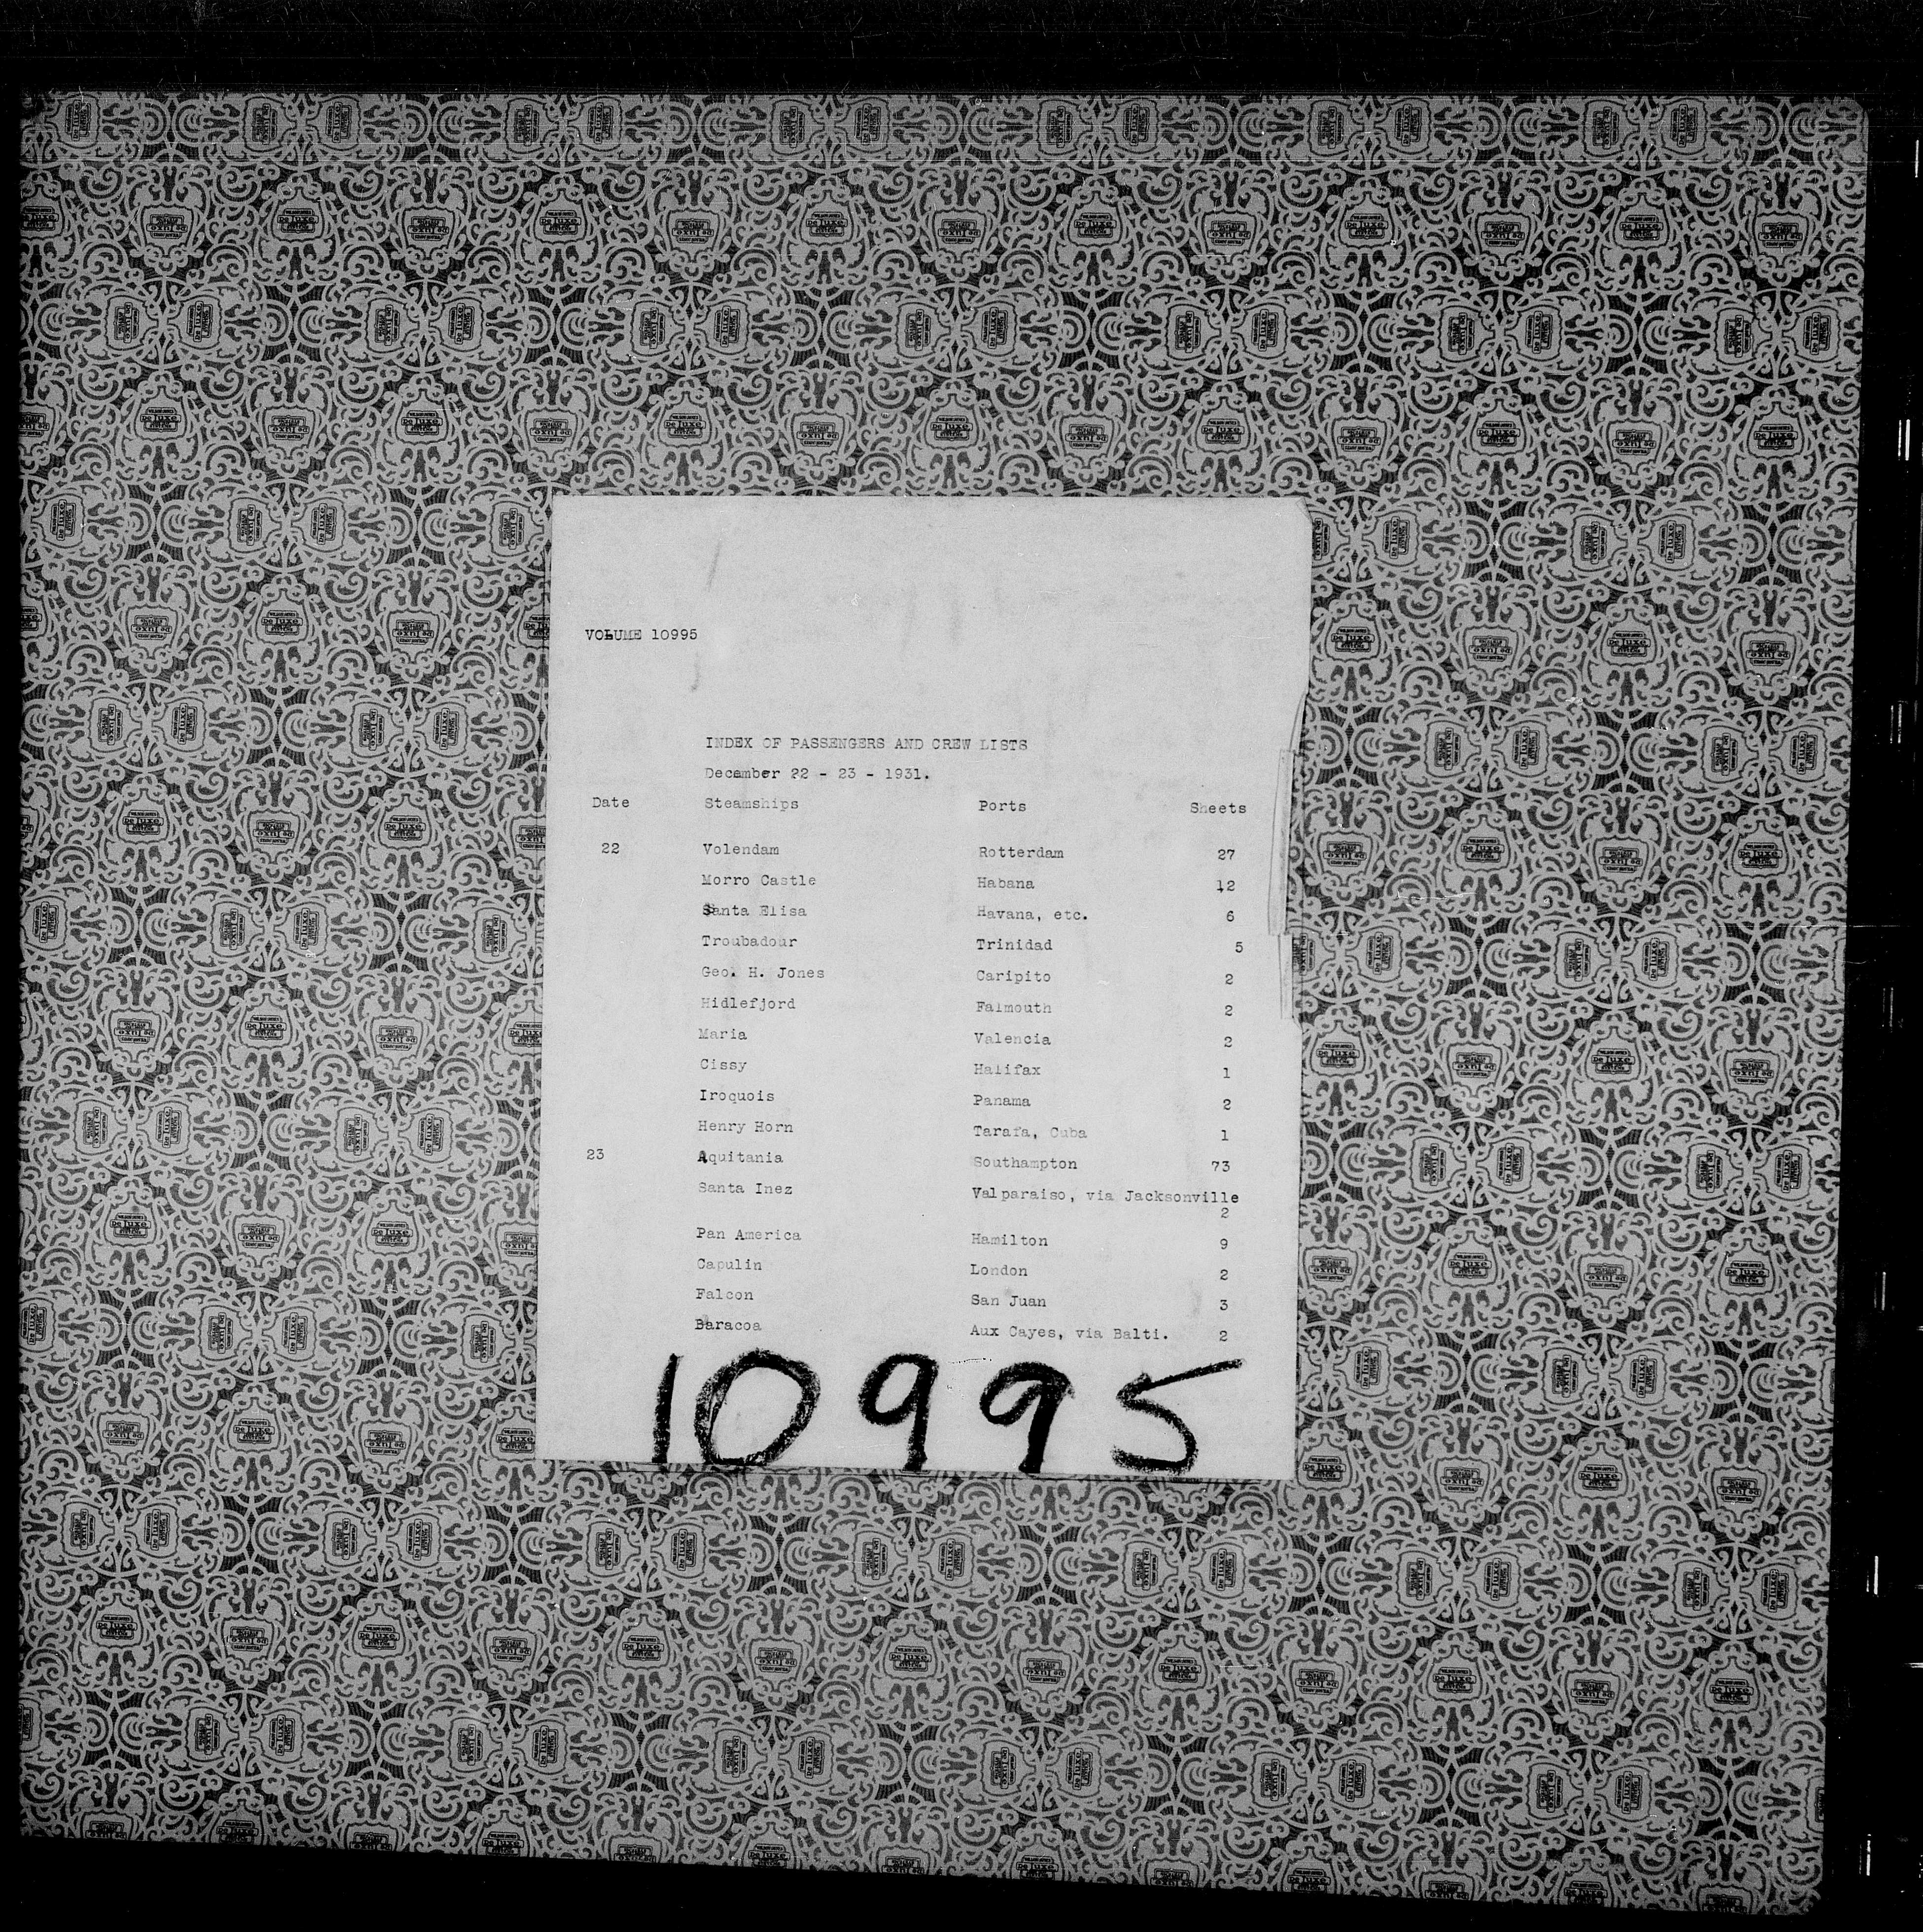 VOLUME 10995
INDEX OF PASSENGERS AND CREW LISTS
December 22 - 23 - 1931.
Date Steamships Ports Sheets
22 Volendam Rotterdam 27
Morro Castle Habana 12
Santa Elisa Havana, etc. 6
Troubadour Trinidad 5
Geo. H. Jones Caripito 2
Hidlefjord Falmouth 2
Maria Valencia 2
Cissy Halifax 1
Iroquois Panama 2
Henry Horn Tarafa, Cuba 1
23 Aquitania Southampton 73
Santa Inez Valparaiso, via Jacksonville
2
Pan America Hamilton 9
Capulin London 2
Falcon San Juan 3
Baracoa Aux Cayes, via Balti. 2
10995